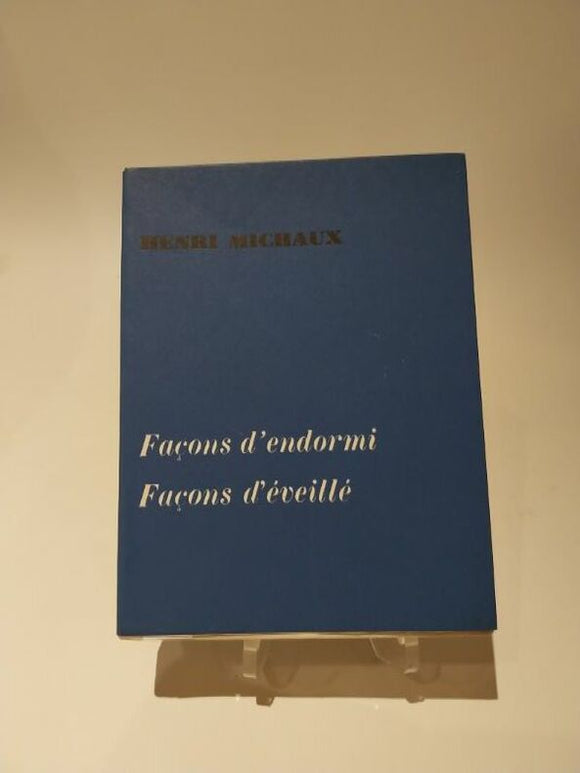 HENRI MICHAUX
Façons d'endormi
Façons d'éveillé